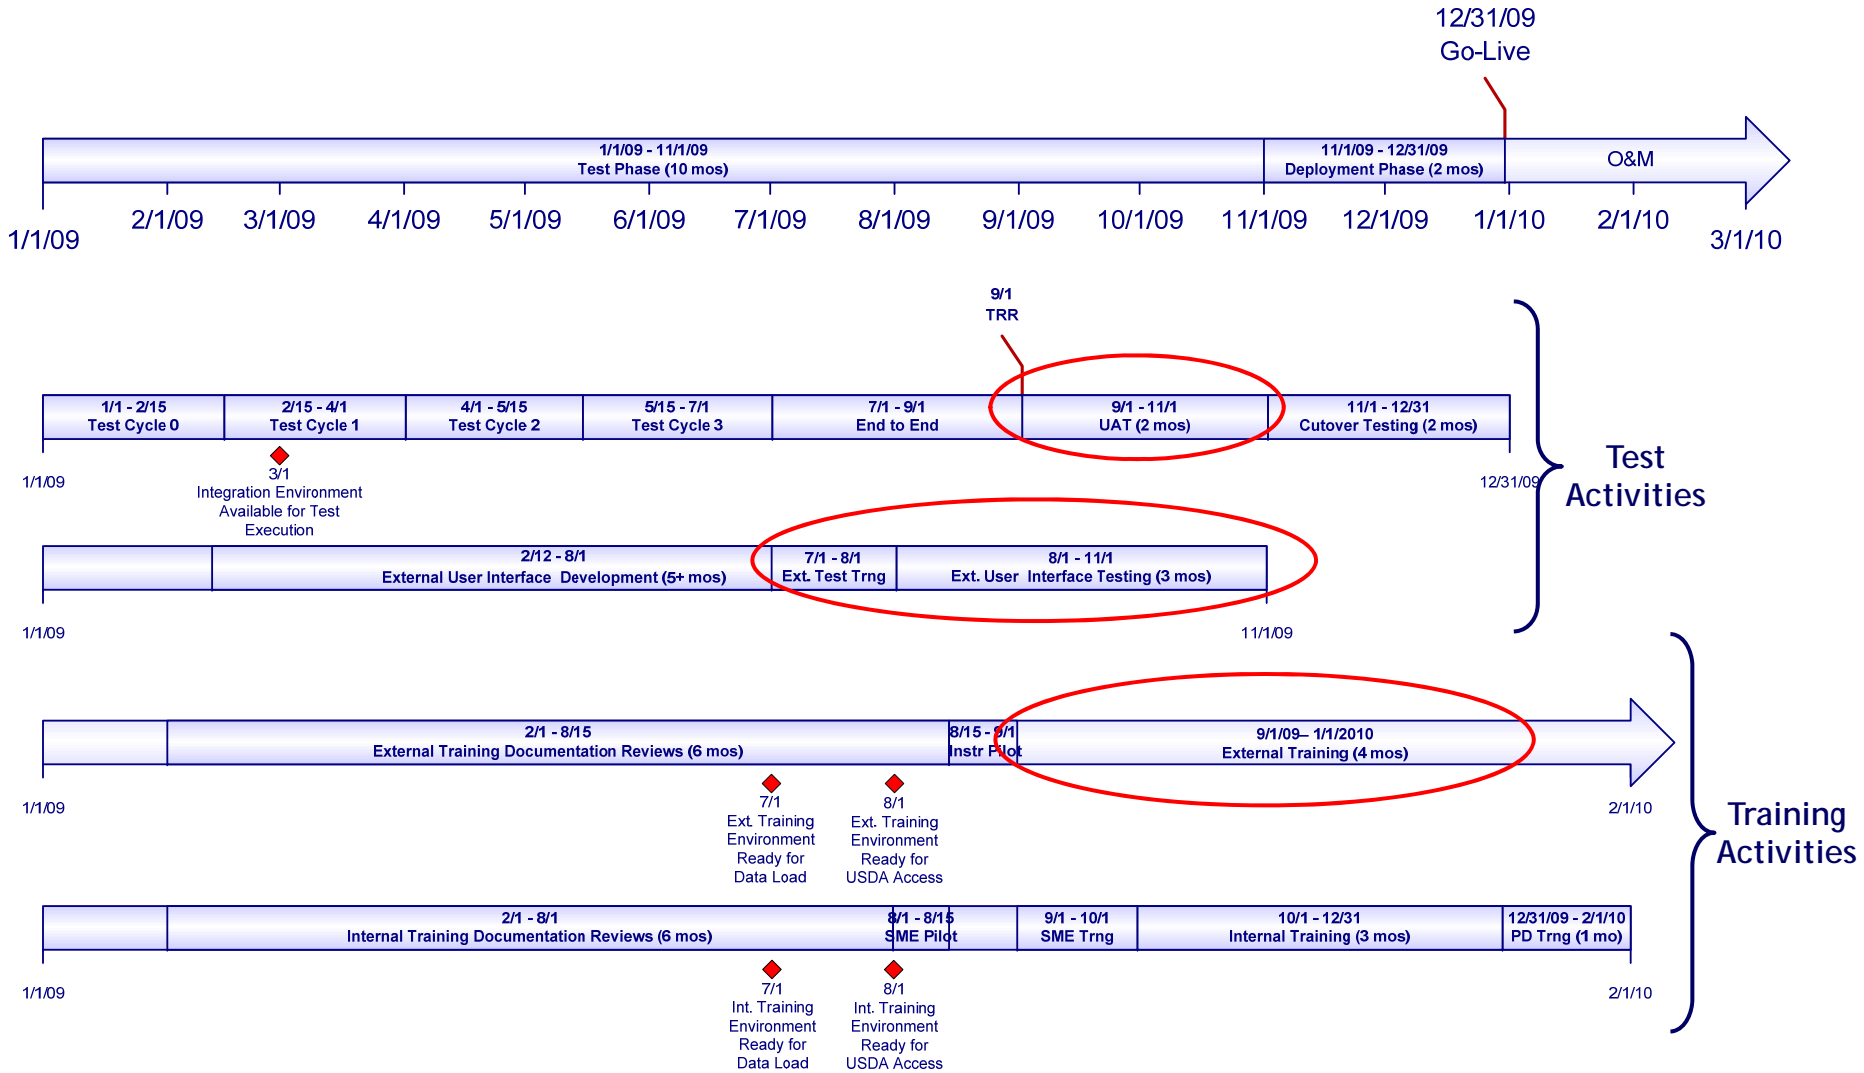 12/31/09
Go-Live
1/1/09 - 11/1/09
Test Phase (10 mos)
11/1/09 - 12/31/09
Deployment Phase (2 mos)
O&M
1/1/09
2/1/09
3/1/09
4/1/09
5/1/09
6/1/09
7/1/09
8/1/09
9/1/09
10/1/09
11/1/09
12/1/09
1/1/10
2/1/10
3/1/10
9/1
TRR
1/1 - 2/15
Test Cycle 0
2/15 - 4/1
Test Cycle 1
4/1 - 5/15
Test Cycle 2
5/15 - 7/1
Test Cycle 3
7/1 - 9/1
End to End
9/1 - 11/1
UAT (2 mos)
11/1 - 12/31
Cutover Testing (2 mos)
1/1/09
3/1
Integration Environment
Available for Test
Execution
12/31/09
Test
Activities
2/12 - 8/1
External User Interface Development (5+ mos)
7/1 - 8/1
Ext. Test Trng
8/1 - 11/1
Ext. User Interface Testing (3 mos)
1/1/09
11/1/09
2/1 - 8/15
External Training Documentation Reviews (6 mos)
8/15 - 9/1
Instr Pilot
9/1/09– 1/1/2010
External Training (4 mos)
1/1/09
7/1
Ext. Training
Environment
Ready for
Data Load
8/1
Ext. Training
Environment
Ready for
USDA Access
2/1/10
Training
Activities
2/1 - 8/1
Internal Training Documentation Reviews (6 mos)
8/1 - 8/15
SME Pilot
9/1 - 10/1
SME Trng
10/1 - 12/31
Internal Training (3 mos)
12/31/09 - 2/1/10
PD Trng (1 mo)
1/1/09
7/1
Int. Training
Environment
Ready for
Data Load
8/1
Int. Training
Environment
Ready for
USDA Access
2/1/10